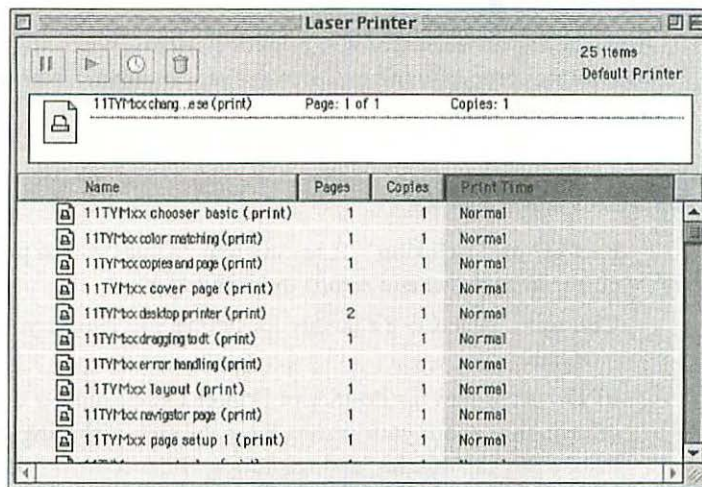 Laser Printer
25 items
Default Printer
11TYMxx chang...ese (print) Page: 1 of 1 Copies: 1
Name Pages Copies Print Time
11TYMxx chooser basic (print) 1 1 Normal
11TYMxx color matching (print) 1 1 Normal
11TYMxx copies and page (print) 1 1 Normal
11TYMxx cover page (print) 1 1 Normal
11TYMxx desktop printer (print) 2 1 Normal
11TYMxx dragging to dt (print) 1 1 Normal
11TYMxx error handling (print) 1 1 Normal
11TYMxx layout (print) 1 1 Normal
11TYMxx navigator page (print) 1 1 Normal
11TYMxx page setup 1 (print) 1 1 Normal